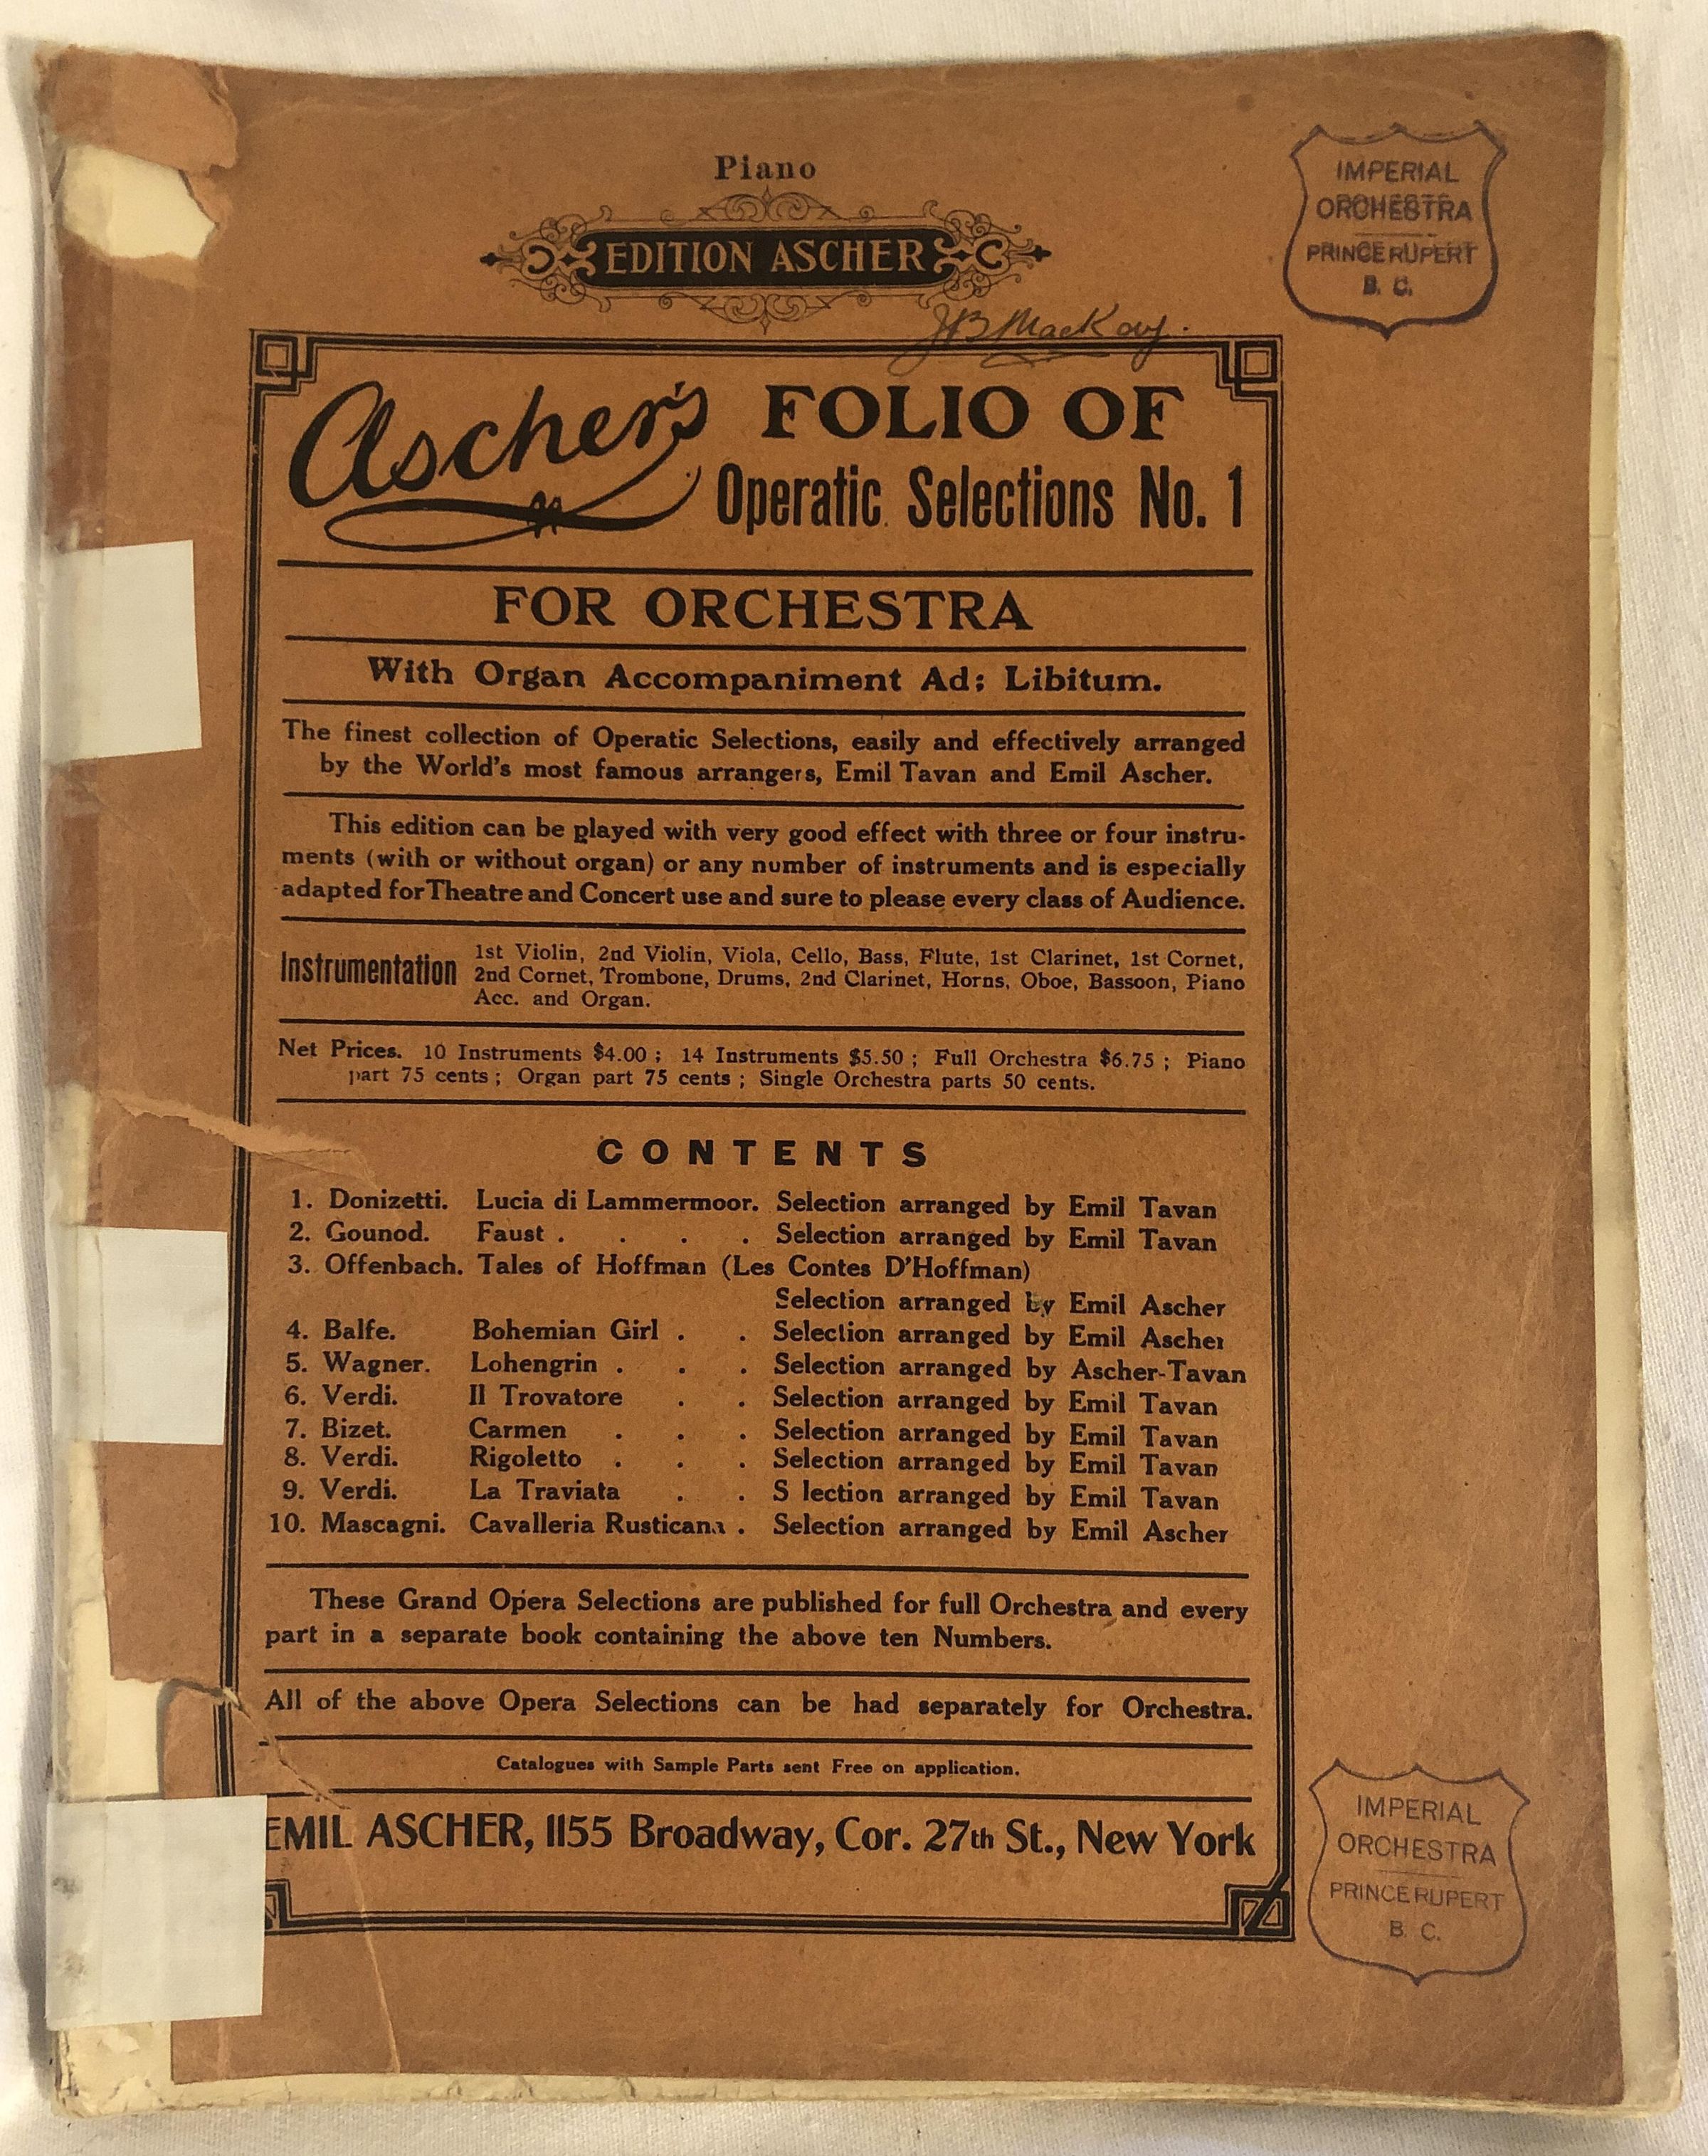 Piano
EDITION ASCHER
IMPERIAL
ORCHESTRA
PRINCE RUPERT
B. C.
JB MacKay.
Ascher's FOLIO OF
Operatic Selections No. 1
FOR ORCHESTRA
With Organ Accompaniment Ad: Libitum.
The finest collection of Operatic Selections, easily and effectively arranged
by the World's most famous arrangers, Emil Tavan and Emil Ascher.
This edition can be played with very good effect with three or four instru-
ments (with or without organ) or any number of instruments and is especially
adapted for Theatre and Concert use and sure to please every class of Audience.
Instrumentation 1st Violin, 2nd Violin, Viola, Cello, Bass, Flute, 1st Clarinet, 1st Cornet,
2nd Cornet, Trombone, Drums, 2nd Clarinet, Horns, Oboe, Bassoon, Piano
Acc. and Organ.
Net Prices. 10 Instruments $4.00 ; 14 Instruments $5.50 ; Full Orchestra $6.75 ; Piano
part 75 cents ; Organ part 75 cents ; Single Orchestra parts 50 cents.
CONTENTS
1. Donizetti. Lucia di Lammermoor. Selection arranged by Emil Tavan
2. Gounod. Faust . . . . Selection arranged by Emil Tavan
3. Offenbach. Tales of Hoffman (Les Contes D'Hoffman)
Selection arranged by Emil Ascher
4. Balfe. Bohemian Girl . . Selection arranged by Emil Ascher
5. Wagner. Lohengrin . . . Selection arranged by Ascher-Tavan
6. Verdi. Il Trovatore . . Selection arranged by Emil Tavan
7. Bizet. Carmen . . . Selection arranged by Emil Tavan
8. Verdi. Rigoletto . . . Selection arranged by Emil Tavan
9. Verdi. La Traviata . . S lection arranged by Emil Tavan
10. Mascagni. Cavalleria Rusticana . Selection arranged by Emil Ascher
These Grand Opera Selections are published for full Orchestra and every
part in a separate book containing the above ten Numbers.
All of the above Opera Selections can be had separately for Orchestra.
Catalogues with Sample Parts sent Free on application.
EMIL ASCHER, 1155 Broadway, Cor. 27th St., New York
IMPERIAL
ORCHESTRA
PRINCE RUPERT
B. C.